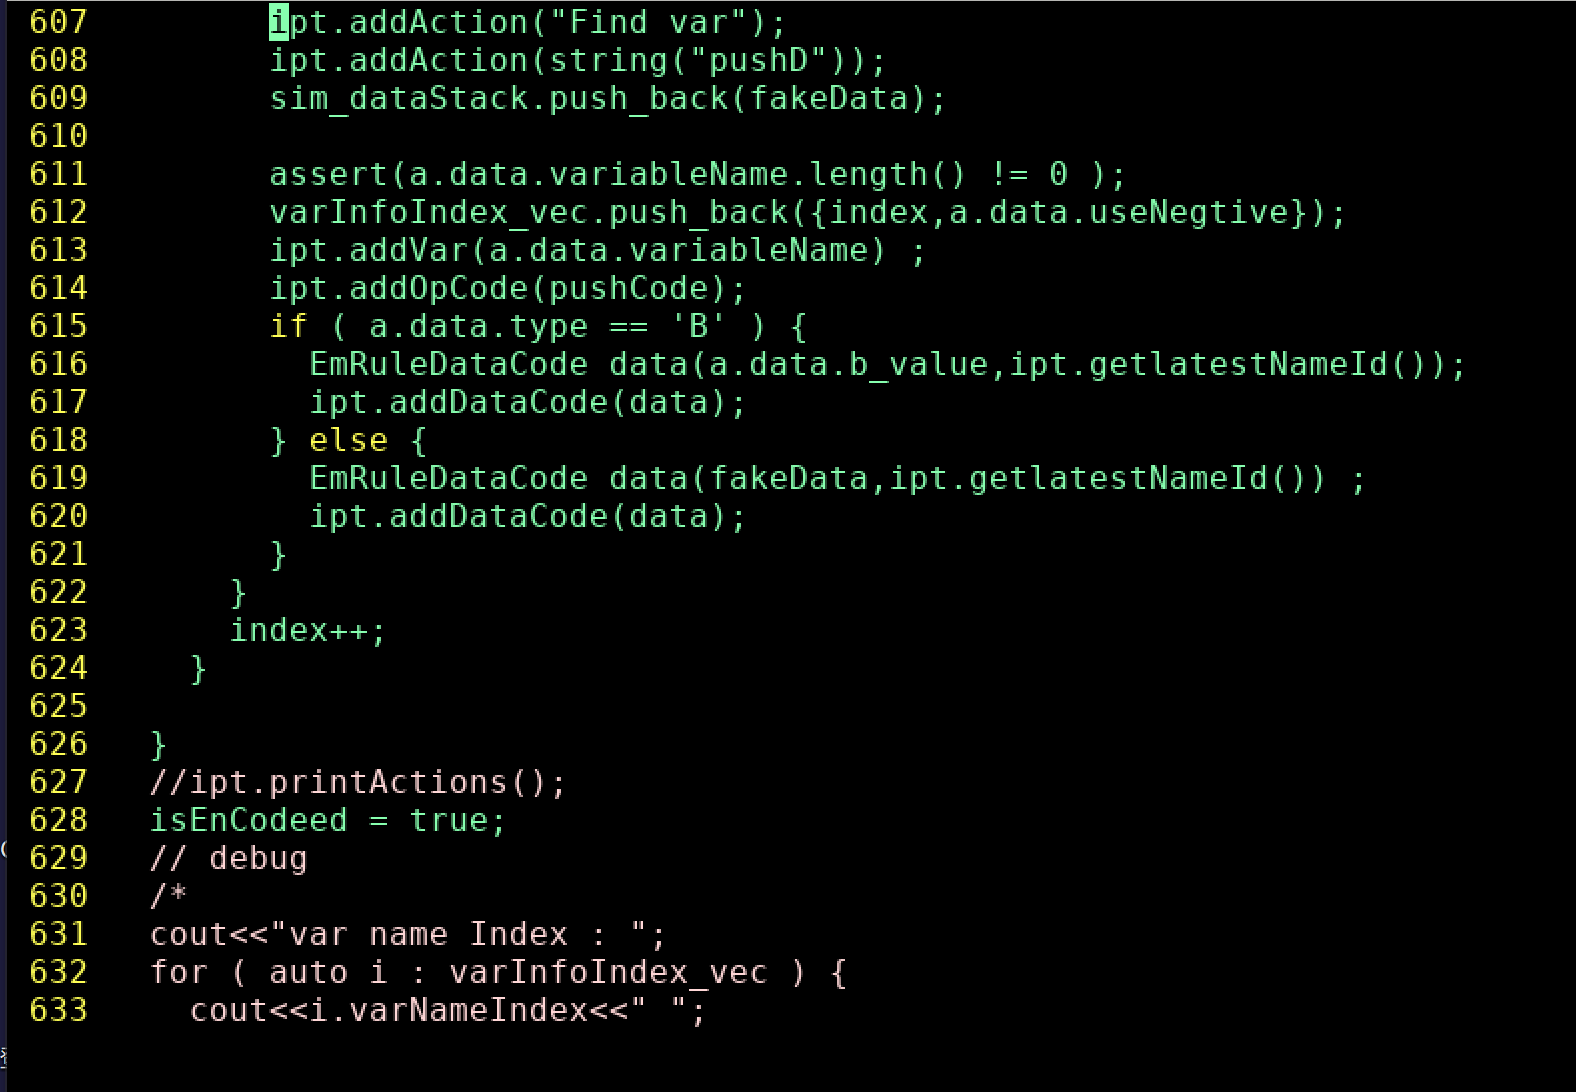 607         ipt.addAction("Find var");
608         ipt.addAction(string("pushD"));
609         sim_dataStack.push_back(fakeData);
610
611         assert(a.data.variableName.length() != 0 );
612         varInfoIndex_vec.push_back({index,a.data.useNegtive});
613         ipt.addVar(a.data.variableName) ;
614         ipt.addOpCode(pushCode);
615         if ( a.data.type == 'B' ) {
616           EmRuleDataCode data(a.data.b_value,ipt.getlatestNameId());
617           ipt.addDataCode(data);
618         } else {
619           EmRuleDataCode data(fakeData,ipt.getlatestNameId()) ;
620           ipt.addDataCode(data);
621         }
622       }
623       index++;
624     }
625
626   }
627   //ipt.printActions();
628   isEnCodeed = true;
629   // debug
630   /*
631   cout<<"var name Index : ";
632   for ( auto i : varInfoIndex_vec ) {
633     cout<<i.varNameIndex<<" ";